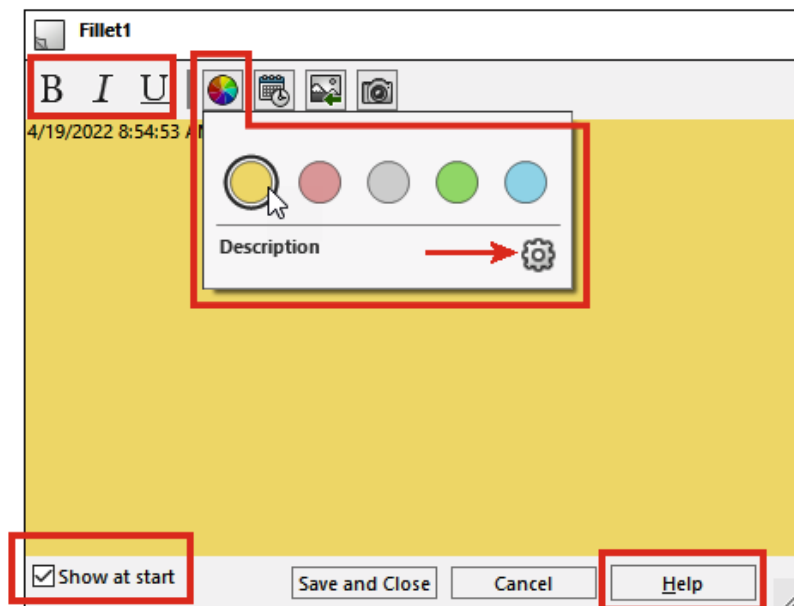 Fillet1
B I U
4/19/2022 8:54:53 A
Description
Show at start
Save and Close
Cancel
Help